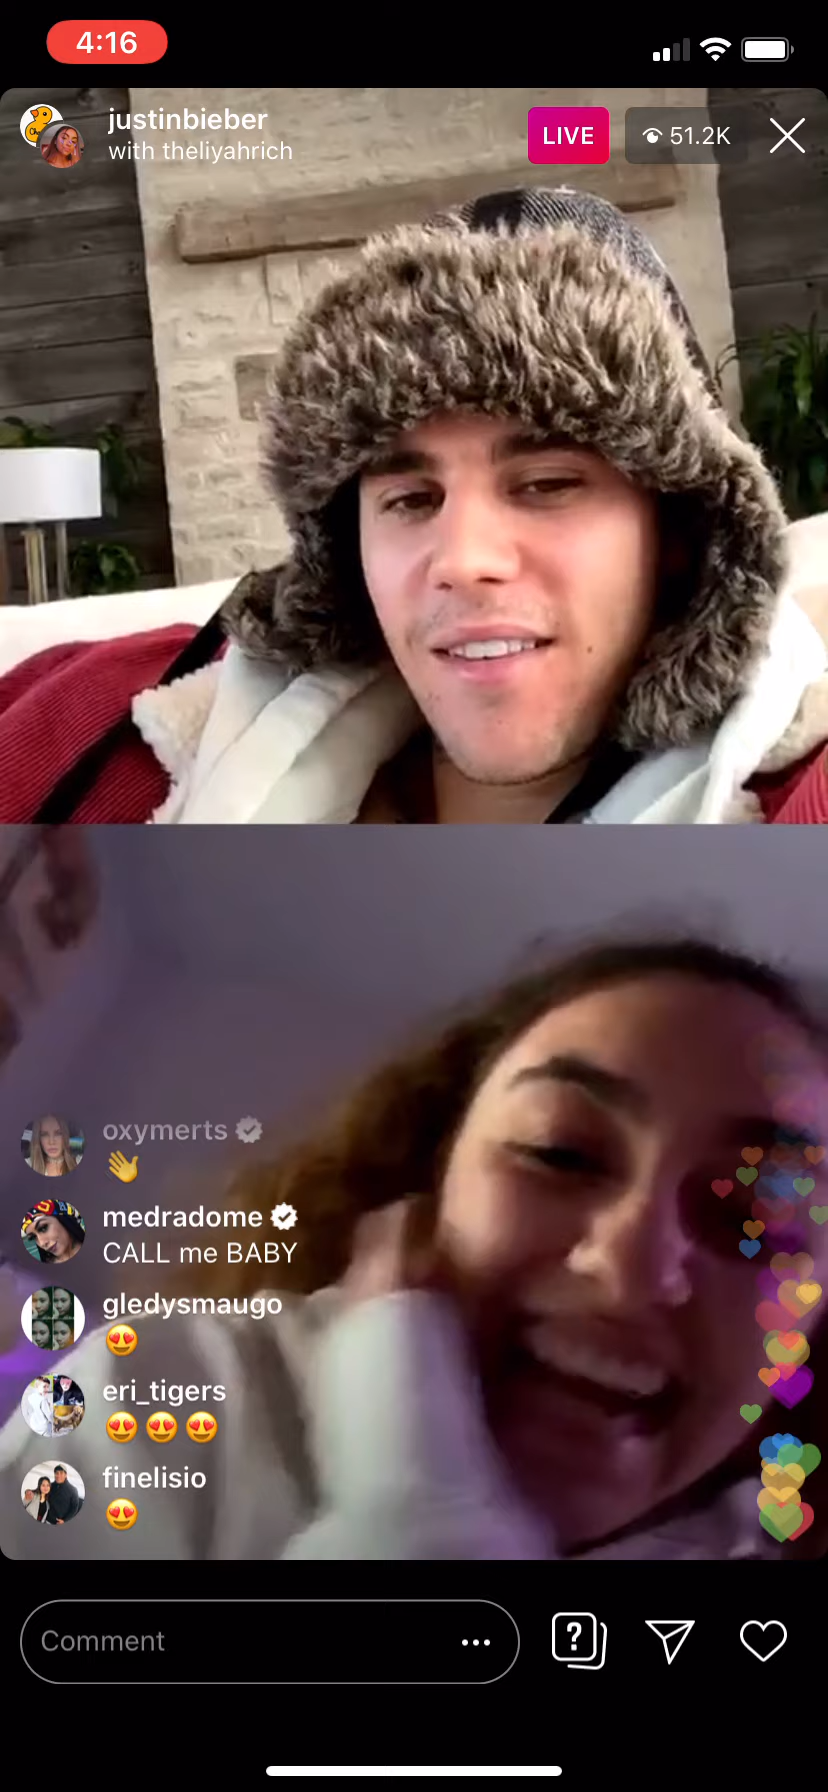 4:16
justinbieber
with theliyahrich
LIVE
51.2K
oxymerts
👋
medradome
CALL me BABY
gledysmaugo
😍
eri_tigers
😍😍😍
finelisio
😍
Comment
?